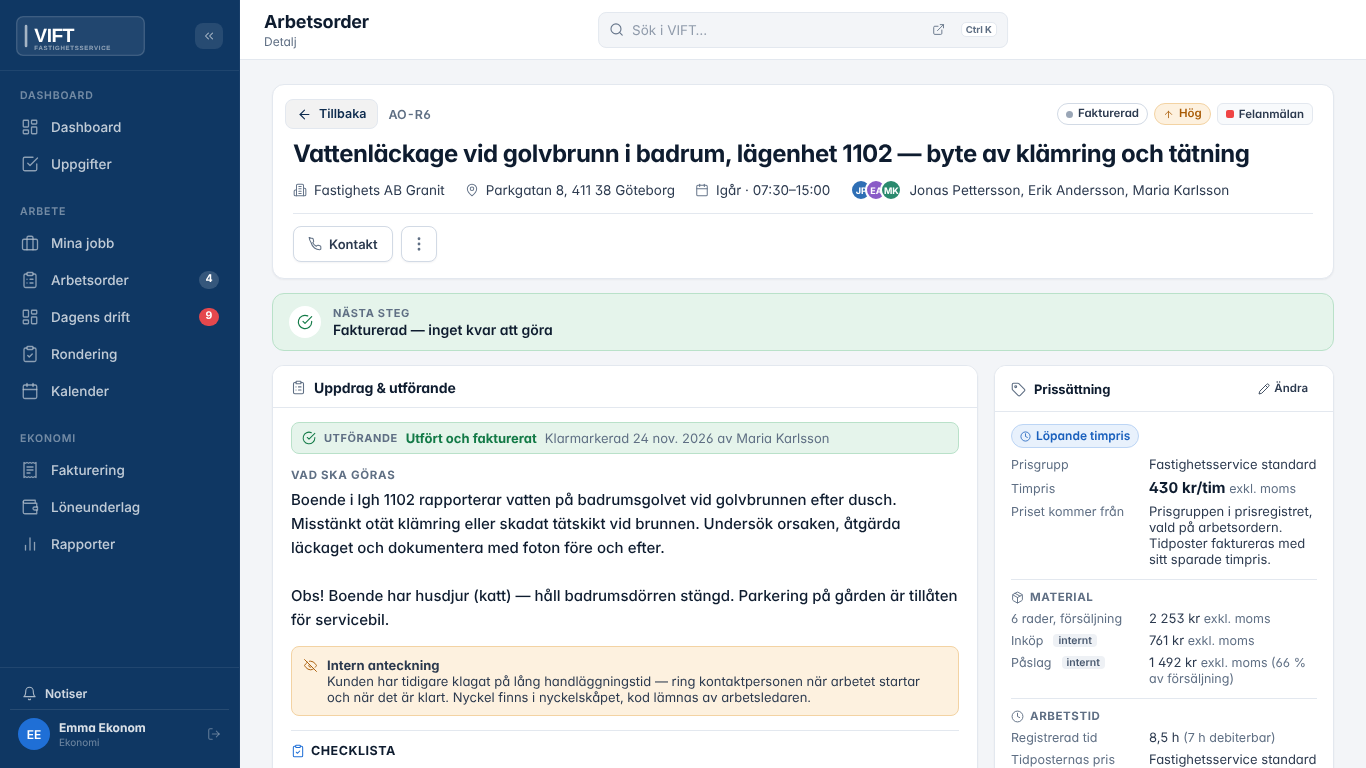 VIFT
FASTIGHETSSERVICE
DASHBOARD
Dashboard
Uppgifter
ARBETE
Mina jobb
Arbetsorder 4
Dagens drift 9
Rondering
Kalender
EKONOMI
Fakturering
Löneunderlag
Rapporter
Notiser
EE
Emma Ekonom
Ekonomi
Arbetsorder
Detalj
Sök i VIFT...
Ctrl K
Tillbaka
AO-R6
Fakturerad
Hög
Felanmälan
Vattenläckage vid golvbrunn i badrum, lägenhet 1102 — byte av klämring och tätning
Fastighets AB Granit
Parkgatan 8, 411 38 Göteborg
Igår · 07:30–15:00
JP EA MK
Jonas Pettersson, Erik Andersson, Maria Karlsson
Kontakt
NÄSTA STEG
Fakturerad — inget kvar att göra
Uppdrag & utförande
UTFÖRANDE Utfört och fakturerat Klarmarkerad 24 nov. 2026 av Maria Karlsson
VAD SKA GÖRAS
Boende i lgh 1102 rapporterar vatten på badrumsgolvet vid golvbrunnen efter dusch.
Misstänkt otät klämring eller skadat tätskikt vid brunnen. Undersök orsaken, åtgärda
läckaget och dokumentera med foton före och efter.
Obs! Boende har husdjur (katt) — håll badrumsdörren stängd. Parkering på gården är tillåten
för servicebil.
Intern anteckning
Kunden har tidigare klagat på lång handläggningstid — ring kontaktpersonen när arbetet startar
och när det är klart. Nyckel finns i nyckelskåpet, kod lämnas av arbetsledaren.
CHECKLISTA
Prissättning
Ändra
Löpande timpris
Prisgrupp Fastighetsservice standard
Timpris 430 kr/tim exkl. moms
Priset kommer från Prisgruppen i prisregistret,
vald på arbetsordern.
Tidposter faktureras med
sitt sparade timpris.
MATERIAL
6 rader, försäljning 2 253 kr exkl. moms
Inköp internt 761 kr exkl. moms
Påslag internt 1 492 kr exkl. moms (66 %
av försäljning)
ARBETSTID
Registrerad tid 8,5 h (7 h debiterbar)
Tidposternas pris Fastighetsservice standard